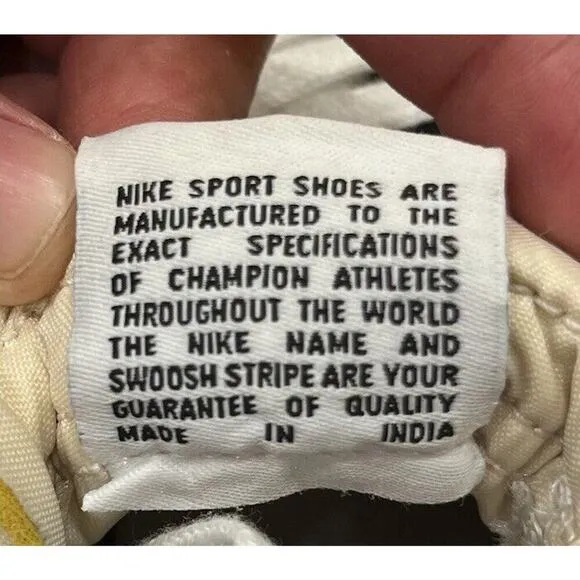 NIKE SPORT SHOES ARE
MANUFACTURED TO THE
EXACT SPECIFICATIONS
OF CHAMPION ATHLETES
THROUGHOUT THE WORLD
THE NIKE NAME AND
SWOOSH STRIPE ARE YOUR
GUARANTEE OF QUALITY
MADE IN INDIA